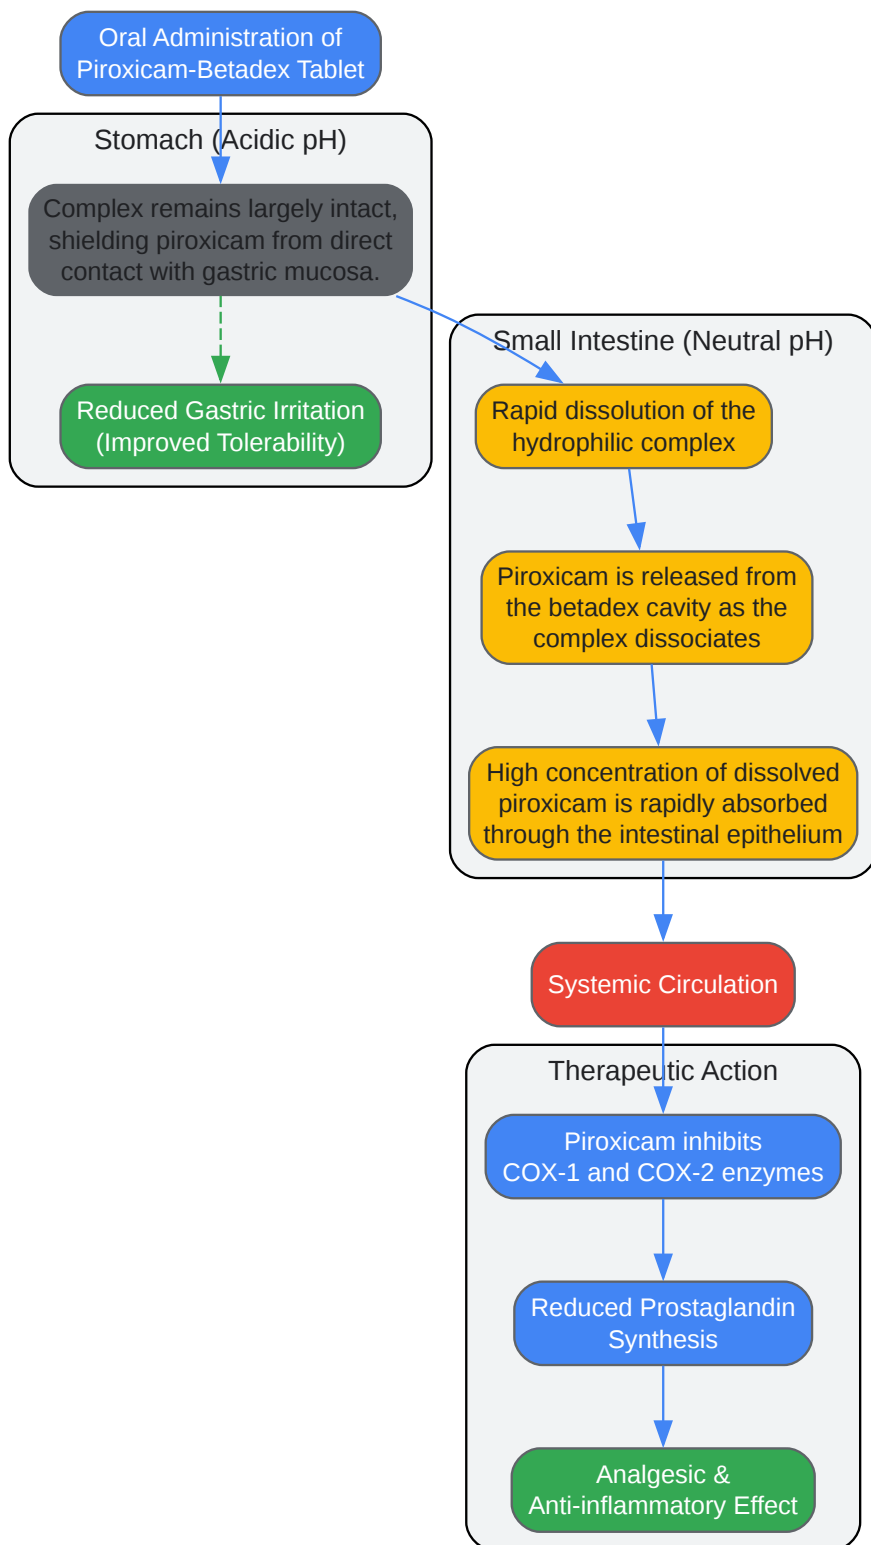 Oral Administration of
Piroxicam-Betadex Tablet
Stomach (Acidic pH)
Complex remains largely intact,
shielding piroxicam from direct
contact with gastric mucosa.
Reduced Gastric Irritation
(Improved Tolerability)
Small Intestine (Neutral pH)
Rapid dissolution of the
hydrophilic complex
Piroxicam is released from
the betadex cavity as the
complex dissociates
High concentration of dissolved
piroxicam is rapidly absorbed
through the intestinal epithelium
Systemic Circulation
Therapeutic Action
Piroxicam inhibits
COX-1 and COX-2 enzymes
Reduced Prostaglandin
Synthesis
Analgesic &
Anti-inflammatory Effect